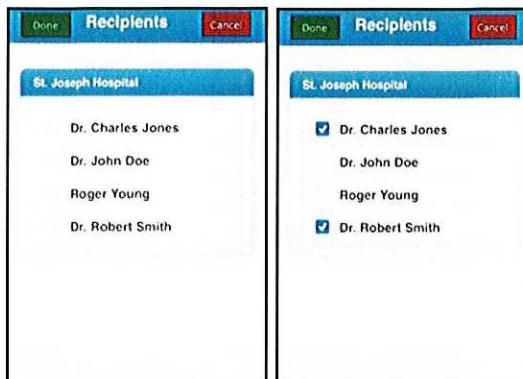 Done Recipients Cancel
St. Joseph Hospital
Dr. Charles Jones
Dr. John Doe
Roger Young
Dr. Robert Smith
Done Recipients Cancel
St. Joseph Hospital
Dr. Charles Jones
Dr. John Doe
Roger Young
Dr. Robert Smith